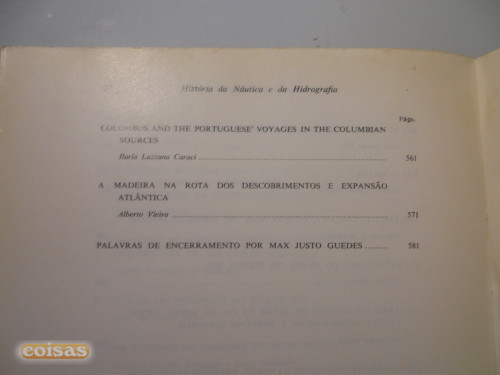 História da Náutica e da Hidrografia
Págs.
COLUMBUS AND THE PORTUGUESE VOYAGES IN THE COLUMBIAN
SOURCES
Ilaria Luzzana Caraci 561
A MADEIRA NA ROTA DOS DESCOBRIMENTOS E EXPANSÃO
ATLÂNTICA
Alberto Vieira 571
PALAVRAS DE ENCERRAMENTO POR MAX JUSTO GUEDES 581
coisas